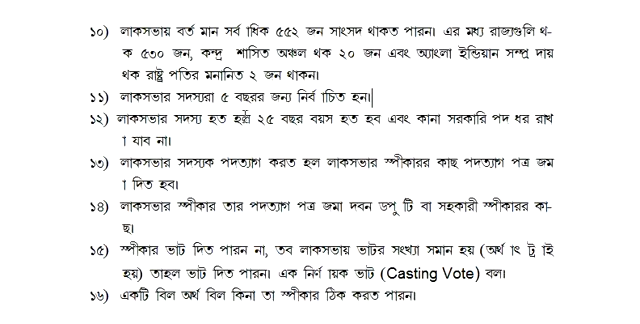 ১০) লাকসভায় বর্ত মান সর্ব াধিক ৫৫২ জন সাংসদ থাকত পারন। এর মধ্য রাজ্যগুলি থ-
ক ৫৩০ জন, কন্দ্র শাসিত অঞ্চল থক ২০ জন এবং অ্যাংলা ইন্ডিয়ান সম্প্র দায়
থক রাষ্ট্র পতির মনানিত ২ জন থাকন।
১১) লাকসভার সদস্যরা ৫ বছরর জন্য নির্ব াচিত হন।
১২) লাকসভার সদস্য হত হল ২৫ বছর বয়স হত হব এবং কানা সরকারি পদ ধর রাখ
া যাব না।
১৩) লাকসভার সদস্যক পদত্যাগ করত হল লাকসভার স্পীকারর কাছ পদত্যাগ পত্র জম
া দিত হব।
১৪) লাকসভার স্পীকার তার পদত্যাগ পত্র জমা দবন ডপু টি বা সহকারী স্পীকারর কা-
ছ।
১৫) স্পীকার ভাট দিত পারন না, তব লাকসভায় ভাটর সংখ্যা সমান হয় (অর্থ াৎ ট্র াই
হয়) তাহল ভাট দিত পারন। এক নির্ণ ায়ক ভাট (Casting Vote) বল।
১৬) একটি বিল অর্থ বিল কিনা তা স্পীকার ঠিক করত পারন।